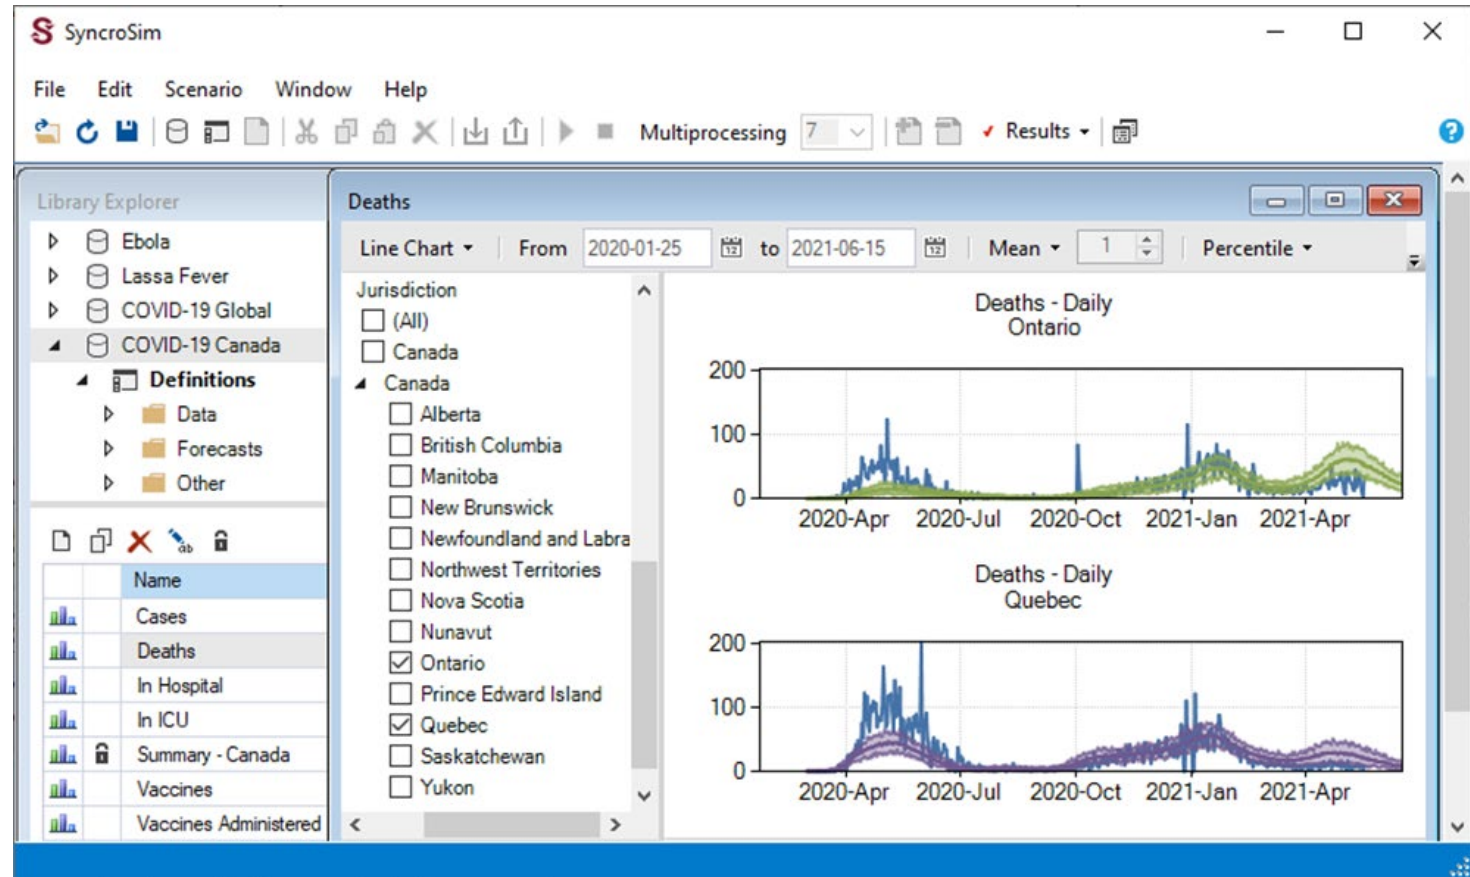 SyncroSim
File Edit Scenario Window Help
Multiprocessing 7 Results ?
Library Explorer
Ebola
Lassa Fever
COVID-19 Global
COVID-19 Canada
Definitions
Data
Forecasts
Other
ab
Name
Cases
Deaths
In Hospital
In ICU
Summary - Canada
Vaccines
Vaccines Administered
Deaths
Line Chart From 2020-01-25 12 to 2021-06-15 12 Mean 1 Percentile
Jurisdiction
(All)
Canada
Canada
Alberta
British Columbia
Manitoba
New Brunswick
Newfoundland and Labra
Northwest Territories
Nova Scotia
Nunavut
Ontario
Prince Edward Island
Quebec
Saskatchewan
Yukon
Deaths - Daily
Ontario
200
100
0
2020-Apr 2020-Jul 2020-Oct 2021-Jan 2021-Apr
Deaths - Daily
Quebec
200
100
0
2020-Apr 2020-Jul 2020-Oct 2021-Jan 2021-Apr